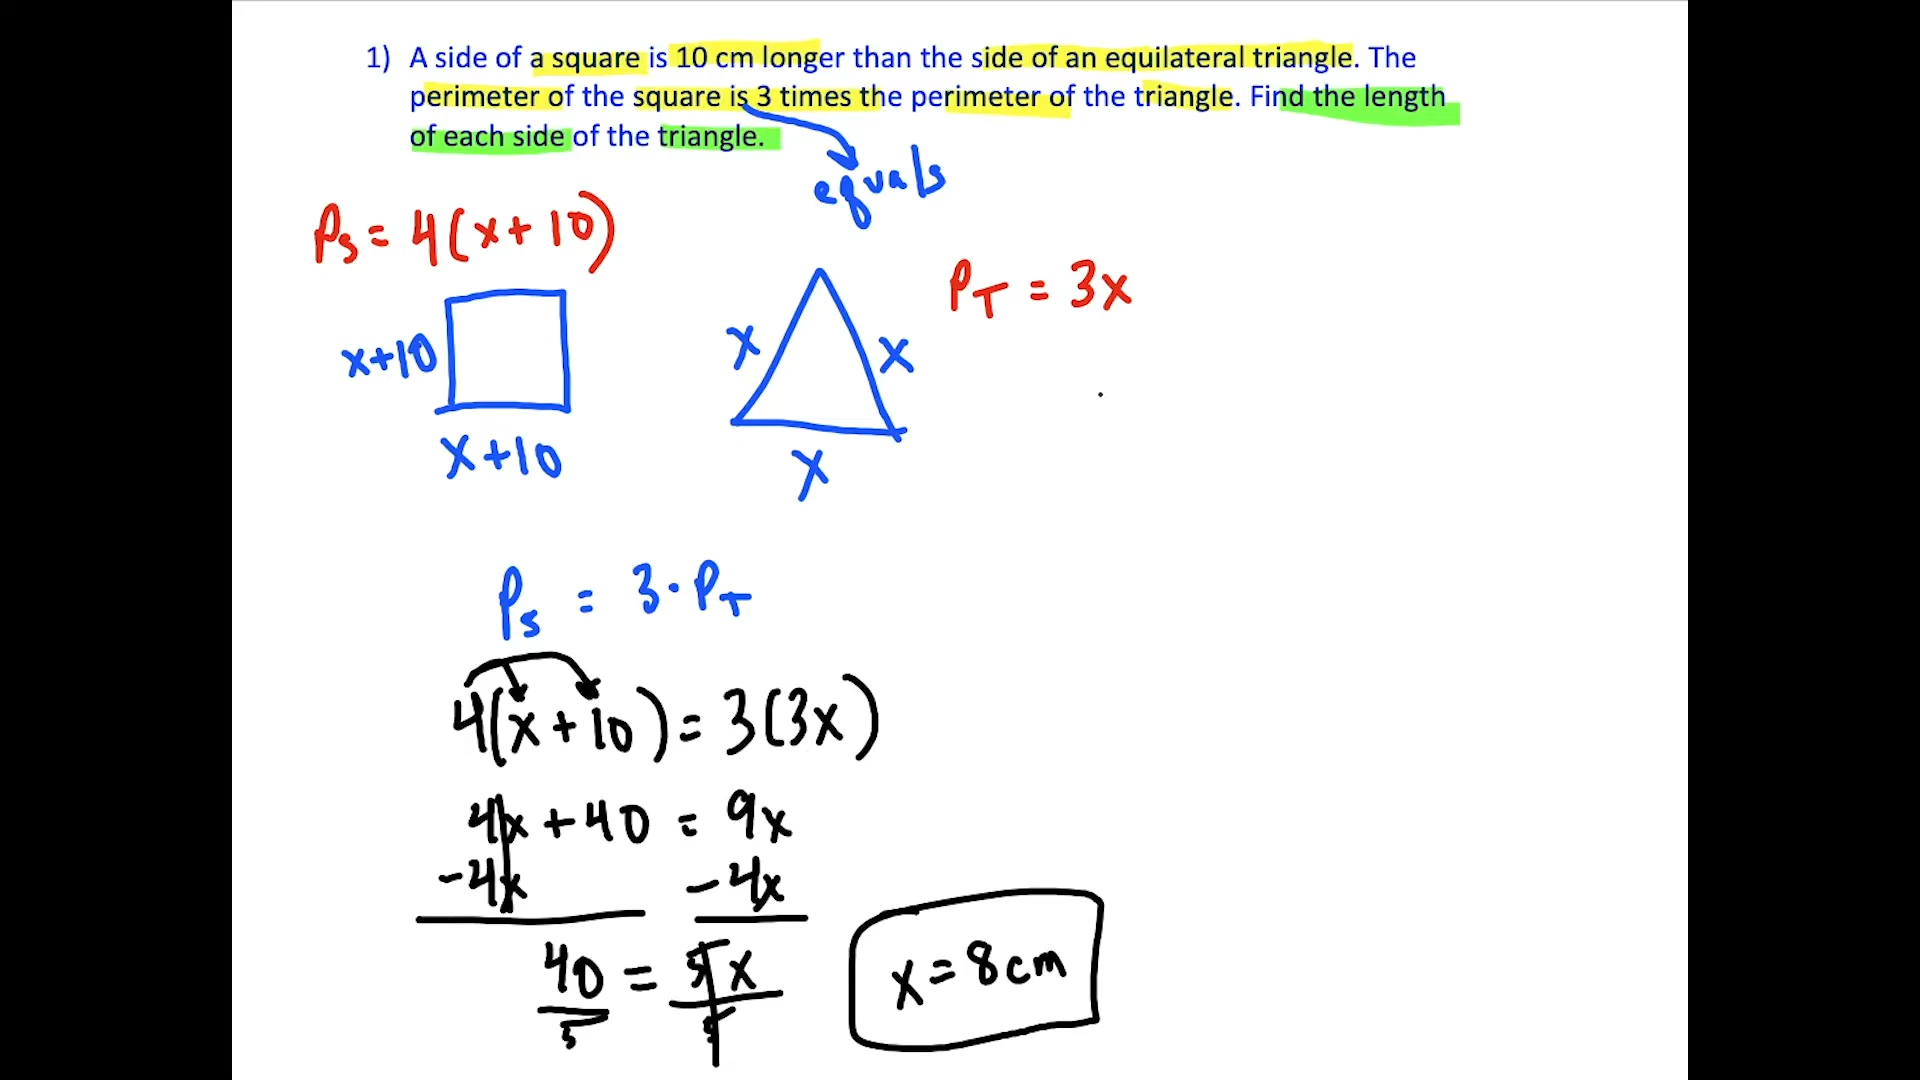 1) A side of a square is 10 cm longer than the side of an equilateral triangle. The
perimeter of the square is 3 times the perimeter of the triangle. Find the length
of each side of the triangle.
equals
Ps = 4(x+10)
PT = 3x
x+10
x
x
x+10
x
Ps = 3·PT
4(x+10) = 3(3x)
4x + 40 = 9x
-4x -4x
40 = 5x
5 5
x = 8cm